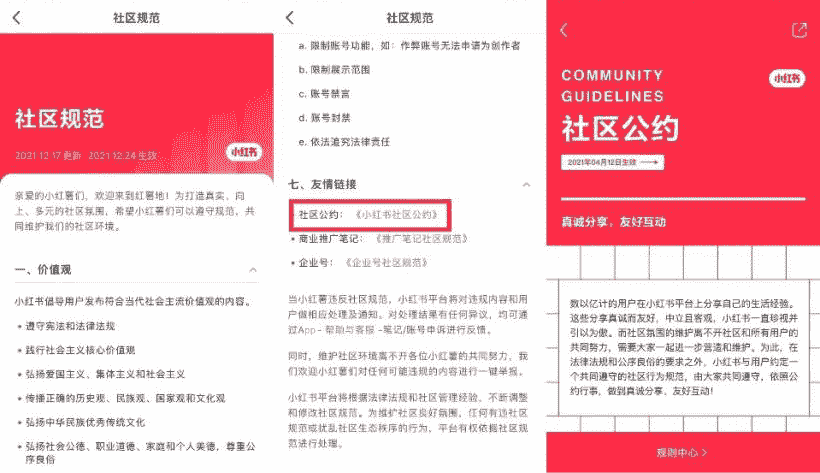 社区规范
社区规范
2021.12.17更新 2021.12.24生效
小红书
亲爱的小红薯们，欢迎来到红薯地！为打造真实、向
上、多元的社区氛围，希望小红薯们可以遵守规范，共
同维护我们的社区环境。
一、价值观
小红书倡导用户发布符合当代社会主流价值观的内容。
• 遵守宪法和法律法规
• 践行社会主义核心价值观
• 弘扬爱国主义、集体主义和社会主义
• 传播正确的历史观、民族观、国家观和文化观
• 弘扬中华民族优秀传统文化
• 弘扬社会公德、职业道德、家庭和个人美德，尊重公
序良俗
社区规范
a. 限制账号功能，如：作弊账号无法申请为创作者
b. 限制展示范围
c. 账号禁言
d. 账号封禁
e. 依法追究法律责任
七、友情链接
• 社区公约：《小红书社区公约》
• 商业推广笔记：《推广笔记社区规范》
• 企业号：《企业号社区规范》
当小红薯违反社区规范，小红书平台将对违规内容和用
户做相应处理及通知。对处理结果有任何异议，均可通
过App - 帮助与客服 -笔记/账号申诉进行反馈。
同时，维护社区环境离不开各位小红薯的共同努力，我
们欢迎小红薯们对任何可能违规的内容进行一键举报。
小红书平台将根据法律法规和社区管理经验，不断调整
和修改社区规范。为维护社区良好氛围，任何有违社区
规范或扰乱社区生态秩序的行为，平台有权依据社区规
范进行处理。
COMMUNITY
GUIDELINES
小红书
社区公约
2021年04月12日生效
真诚分享，友好互动
数以亿计的用户在小红书平台上分享自己的生活经验。
这些分享真诚而友好，中立且客观，小红书一直珍视并
引以为傲。而社区氛围的维护离不开社区和所有用户的
共同努力，需要大家一起进一步营造和维护。为此，在
法律法规和公序良俗的要求之外，小红书与用户约定一
个共同遵守的社区行为规范，由大家共同遵守，依照公
约行事，做到真诚分享，友好互动！
规则中心 >